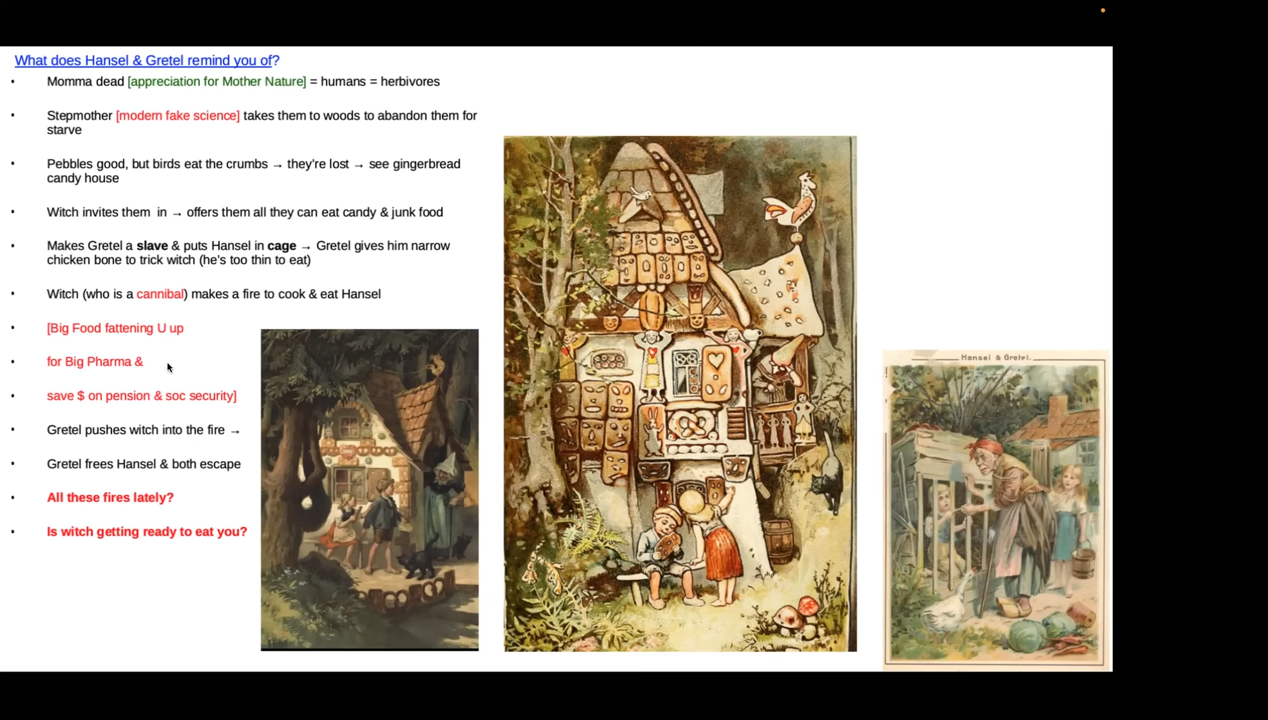 What does Hansel & Gretel remind you of?
• Momma dead [appreciation for Mother Nature] = humans = herbivores
• Stepmother [modern fake science] takes them to woods to abandon them for
starve
• Pebbles good, but birds eat the crumbs → they're lost → see gingerbread
candy house
• Witch invites them in → offers them all they can eat candy & junk food
• Makes Gretel a slave & puts Hansel in cage → Gretel gives him narrow
chicken bone to trick witch (he's too thin to eat)
• Witch (who is a cannibal) makes a fire to cook & eat Hansel
• [Big Food fattening U up
• for Big Pharma &
• save $ on pension & soc security]
• Gretel pushes witch into the fire →
• Gretel frees Hansel & both escape
• All these fires lately?
• Is witch getting ready to eat you?
Hansel & Gretel.